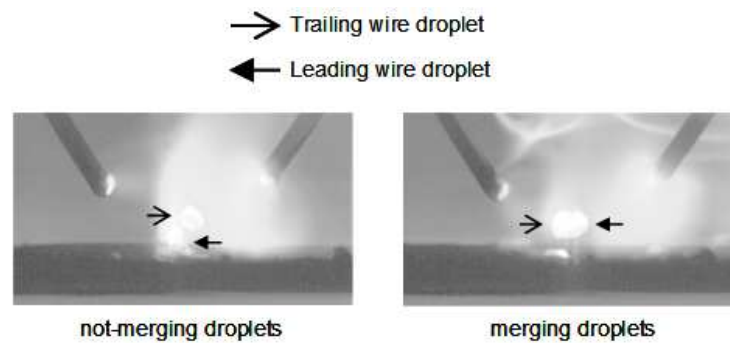 Trailing wire droplet
Leading wire droplet
not-merging droplets
merging droplets